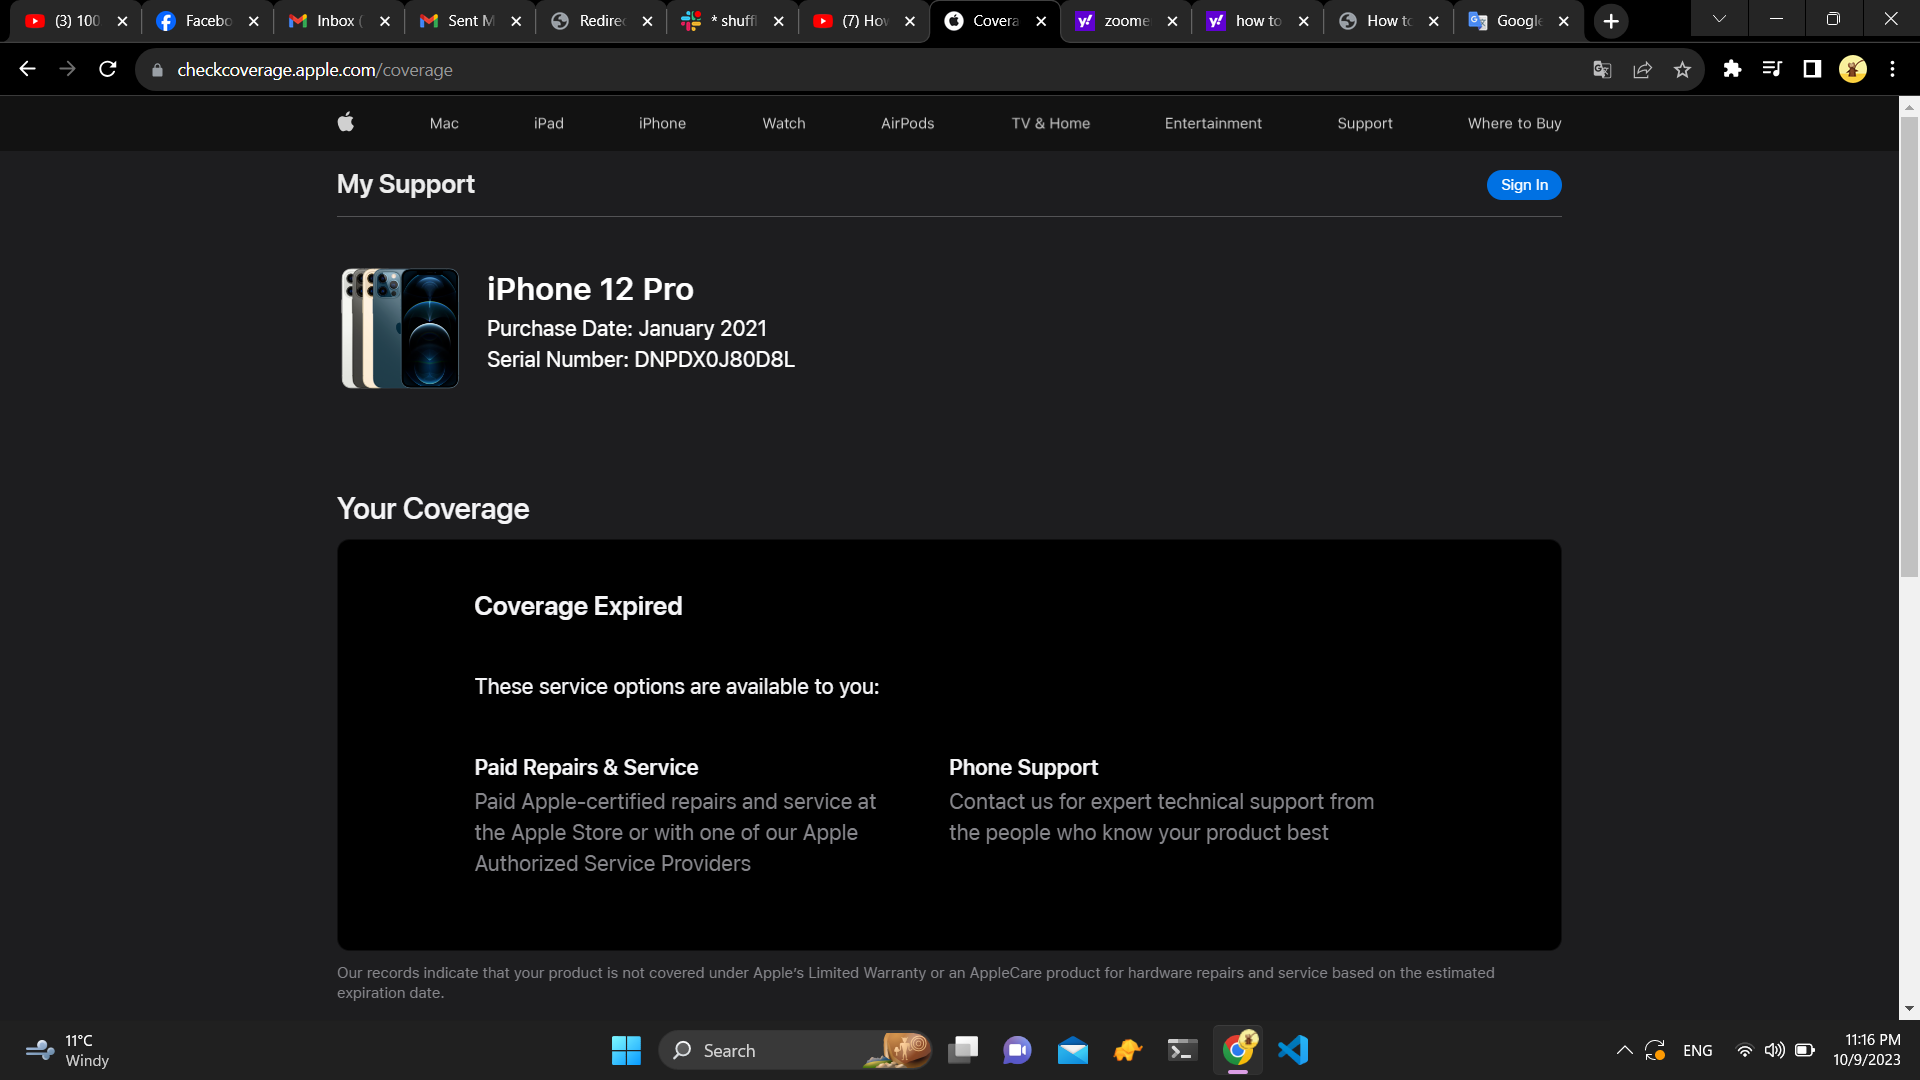 (3) 100
Facebo
Inbox (
Sent M
Redirec
* shuffl
(7) How
Covera
zoome
how to
How to
Google
checkcoverage.apple.com/coverage
Mac
iPad
iPhone
Watch
AirPods
TV & Home
Entertainment
Support
Where to Buy
My Support
Sign In
iPhone 12 Pro
Purchase Date: January 2021
Serial Number: DNPDX0J80D8L
Your Coverage
Coverage Expired
These service options are available to you:
Paid Repairs & Service
Paid Apple-certified repairs and service at
the Apple Store or with one of our Apple
Authorized Service Providers
Phone Support
Contact us for expert technical support from
the people who know your product best
Our records indicate that your product is not covered under Apple's Limited Warranty or an AppleCare product for hardware repairs and service based on the estimated
expiration date.
11°C
Windy
Search
ENG
11:16 PM
10/9/2023